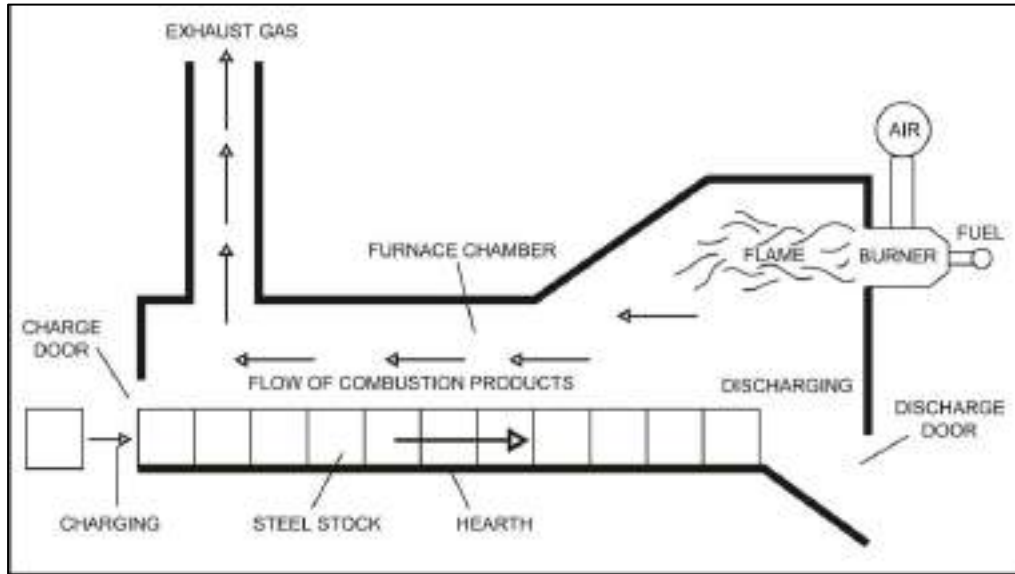 EXHAUST GAS
AIR
FUEL
FLAME
BURNER
FURNACE CHAMBER
CHARGE
DOOR
FLOW OF COMBUSTION PRODUCTS
DISCHARGING
DISCHARGE
DOOR
CHARGING
STEEL STOCK
HEARTH